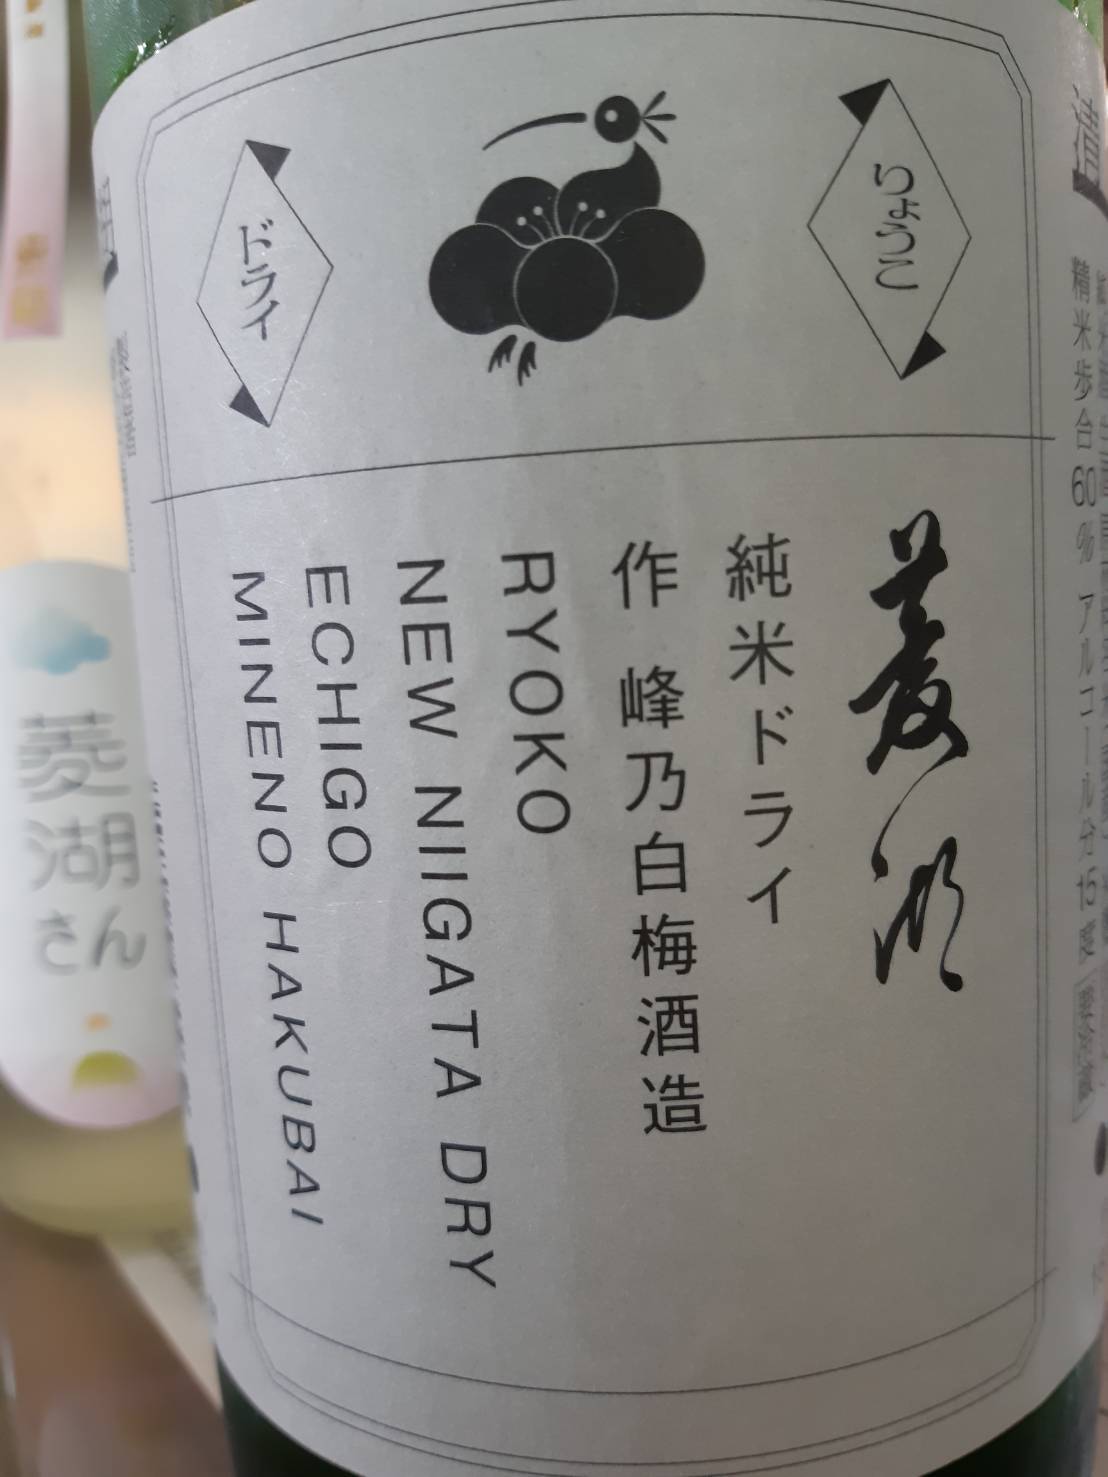 りょうこ
ドライ
菱湖
純米ドライ
作 峰乃白梅酒造
RYOKO
NEW NIIGATA DRY
ECHIGO
MINENO HAKUBAI
精米歩合60% アルコール分15度
菱湖
さん